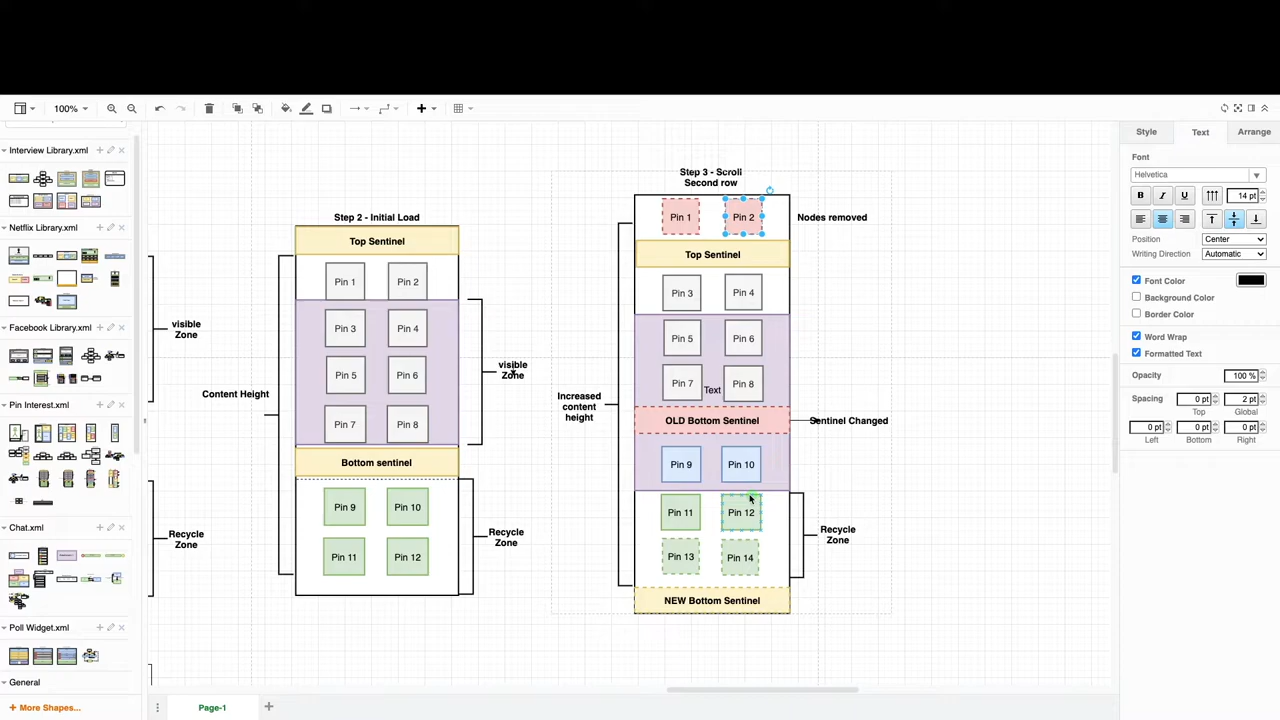 100%
Interview Library.xml
Netflix Library.xml
Facebook Library.xml
Pin Interest.xml
Chat.xml
Poll Widget.xml
General
+ More Shapes...
Page-1
visible
Zone
Recycle
Zone
Step 2 - Initial Load
Top Sentinel
Pin 1
Pin 2
Pin 3
Pin 4
Pin 5
Pin 6
Pin 7
Pin 8
Bottom sentinel
Pin 9
Pin 10
Pin 11
Pin 12
Content Height
visible
Zone
Recycle
Zone
Step 3 - Scroll
Second row
Pin 1
Pin 2
Nodes removed
Top Sentinel
Pin 3
Pin 4
Pin 5
Pin 6
Pin 7
Text
Pin 8
OLD Bottom Sentinel
Sentinel Changed
Pin 9
Pin 10
Pin 11
Pin 12
Pin 13
Pin 14
NEW Bottom Sentinel
Increased
content
height
Recycle
Zone
Style
Text
Arrange
Font
Helvetica
B
I
U
14 pt
Position
Center
Writing Direction
Automatic
Font Color
Background Color
Border Color
Word Wrap
Formatted Text
Opacity
100 %
Spacing
0 pt
2 pt
Top
Global
0 pt
0 pt
0 pt
Left
Bottom
Right